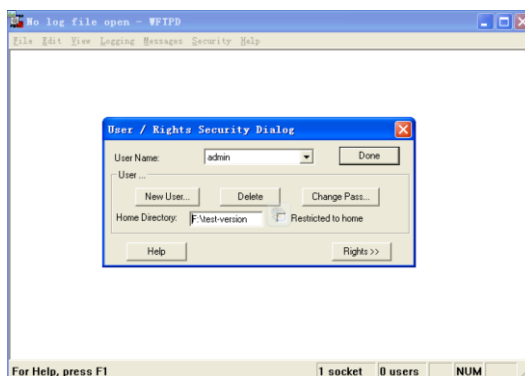 No log file open - WFTPD
File Edit View Logging Messages Security Help
User / Rights Security Dialog
User Name: admin Done
User ...
New User... Delete Change Pass...
Home Directory: F:\test-version Restricted to home
Help Rights >>
For Help, press F1 1 socket 0 users NUM